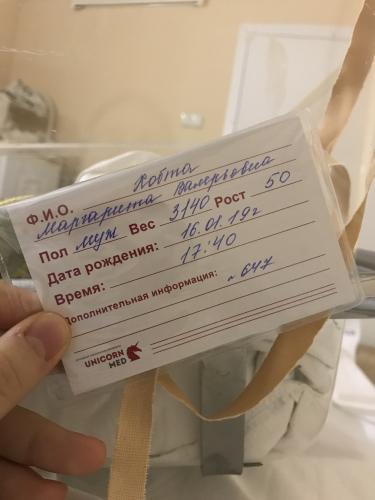 Ф.И.О. Ховта
Маргарита Валерьевна
Пол муж Вес 3140 Рост 50
Дата рождения: 16.01.19г
Время: 17:40
Дополнительная информация: ~647
UNICORN
MED